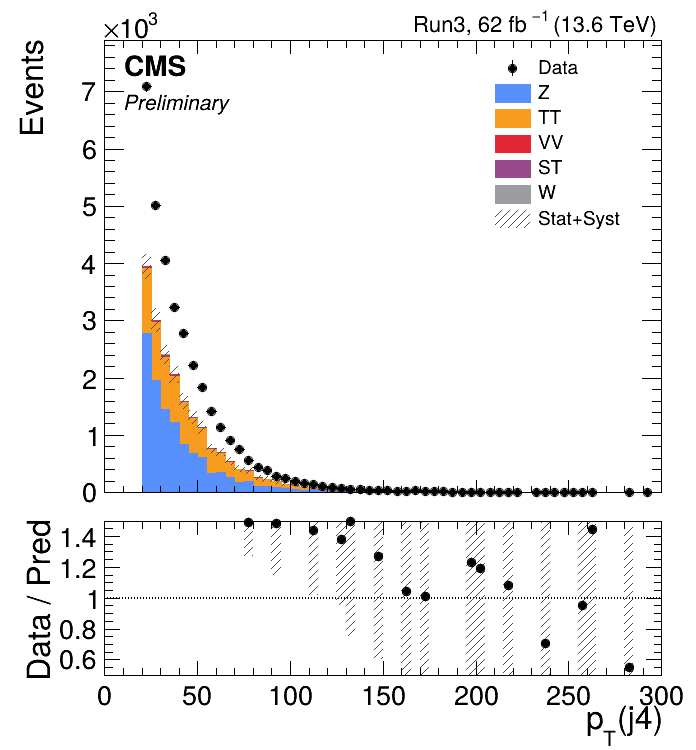 ×10³
Run3, 62 fb⁻¹ (13.6 TeV)
CMS
Preliminary
Events
Data
Z
TT
VV
ST
W
Stat+Syst
7
6
5
4
3
2
1
0
Data / Pred
1.4
1.2
1
0.8
0.6
0 50 100 150 200 250 300
p_T(j4)